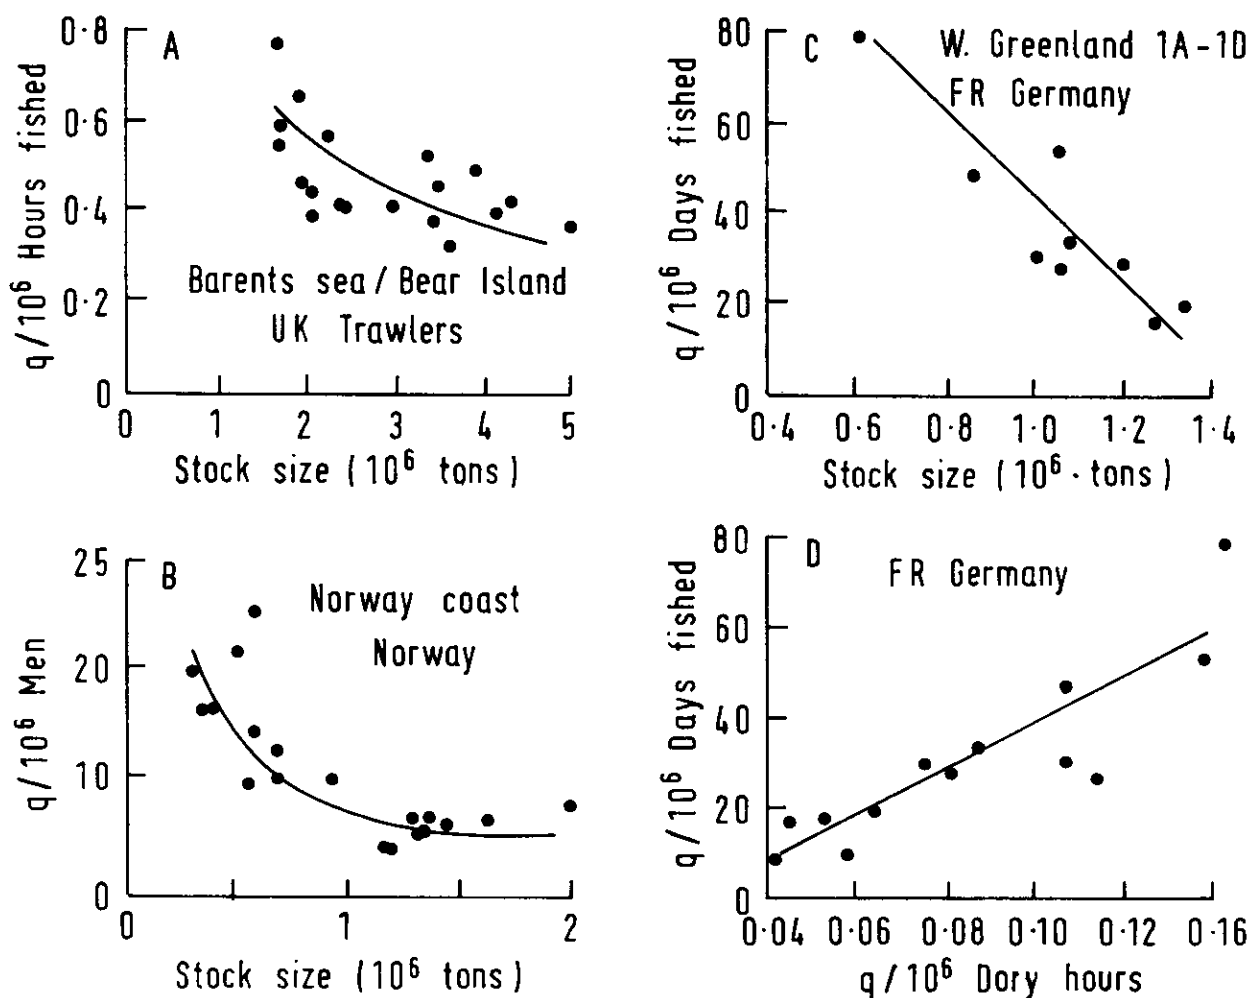 A
q/10⁶ Hours fished
0·8
0·6
0·4
0·2
0
Barents sea / Bear Island
UK Trawlers
0 1 2 3 4 5
Stock size (10⁶ tons)
C
W. Greenland 1A-1D
FR Germany
q/10⁶ Days fished
80
60
40
20
0
0·4 0·6 0·8 1·0 1·2 1·4
Stock size (10⁶ · tons)
B
Norway coast
Norway
q/10⁶ Men
25
20
10
0
0 1 2
Stock size (10⁶ tons)
D
FR Germany
q/10⁶ Days fished
80
60
40
20
0
0·04 0·06 0·08 0·10 0·12 0·16
q/10⁶ Dory hours